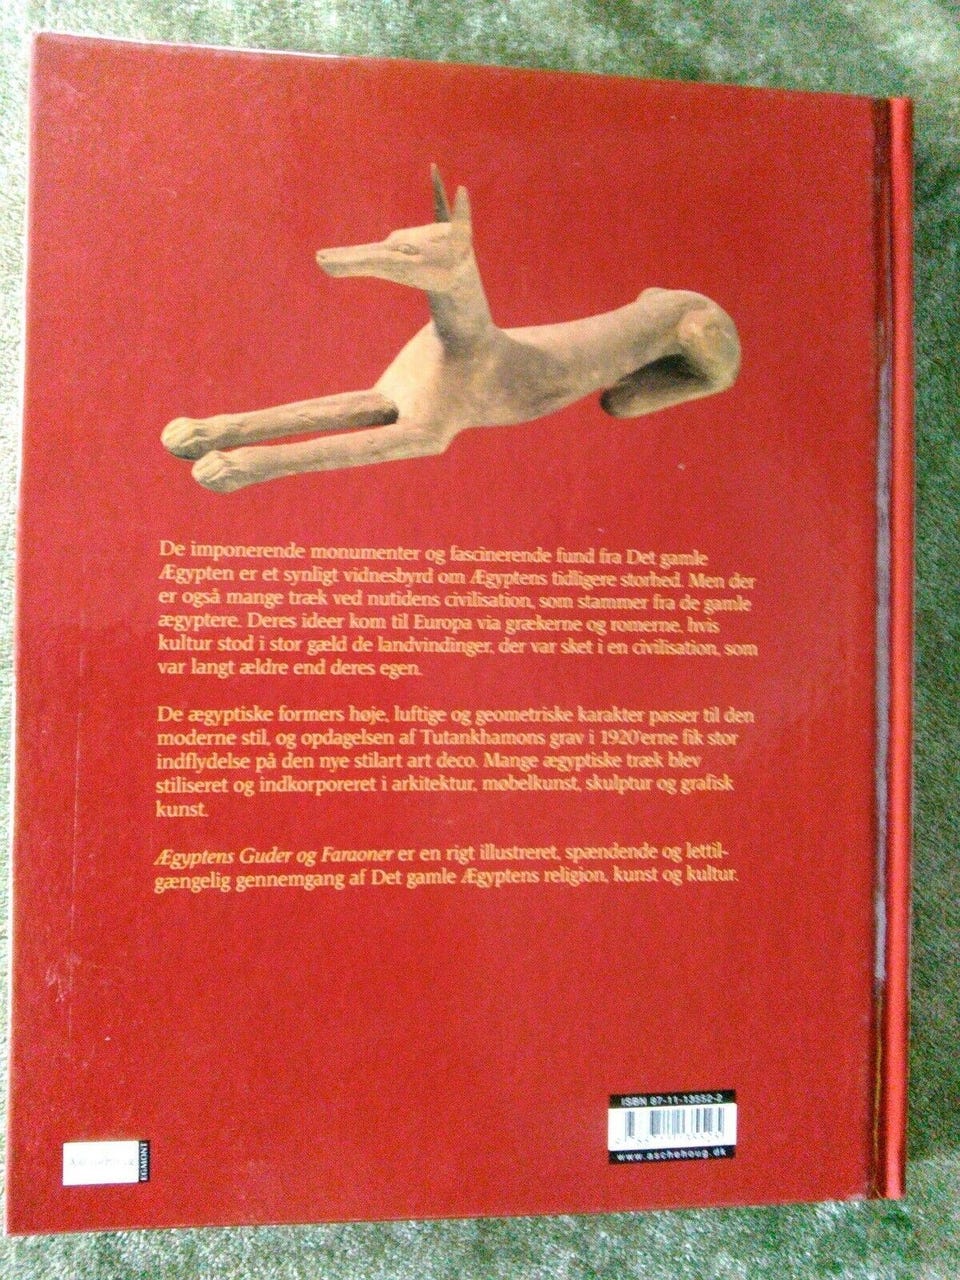 De imponerende monumenter og fascinerende fund fra Det gamle
Ægypten er et synligt vidnesbyrd om Ægyptens tidligere storhed. Men der
er også mange træk ved nutidens civilisation, som stammer fra de gamle
ægyptere. Deres ideer kom til Europa via grækerne og romerne, hvis
kultur stod i stor gæld de landvindinger, der var sket i en civilisation, som
var langt ældre end deres egen.
De ægyptiske formers høje, luftige og geometriske karakter passer til den
moderne stil, og opdagelsen af Tutankhamons grav i 1920'erne fik stor
indflydelse på den nye stilart art deco. Mange ægyptiske træk blev
stiliseret og indkorporeret i arkitektur, møbelkunst, skulptur og grafisk
kunst.
Ægyptens Guder og Faraoner er en rigt illustreret, spændende og lettil-
gængelig gennemgang af Det gamle Ægyptens religion, kunst og kultur.
ISBN 87-11-13552-2
www.aschehoug.dk
EGMONT